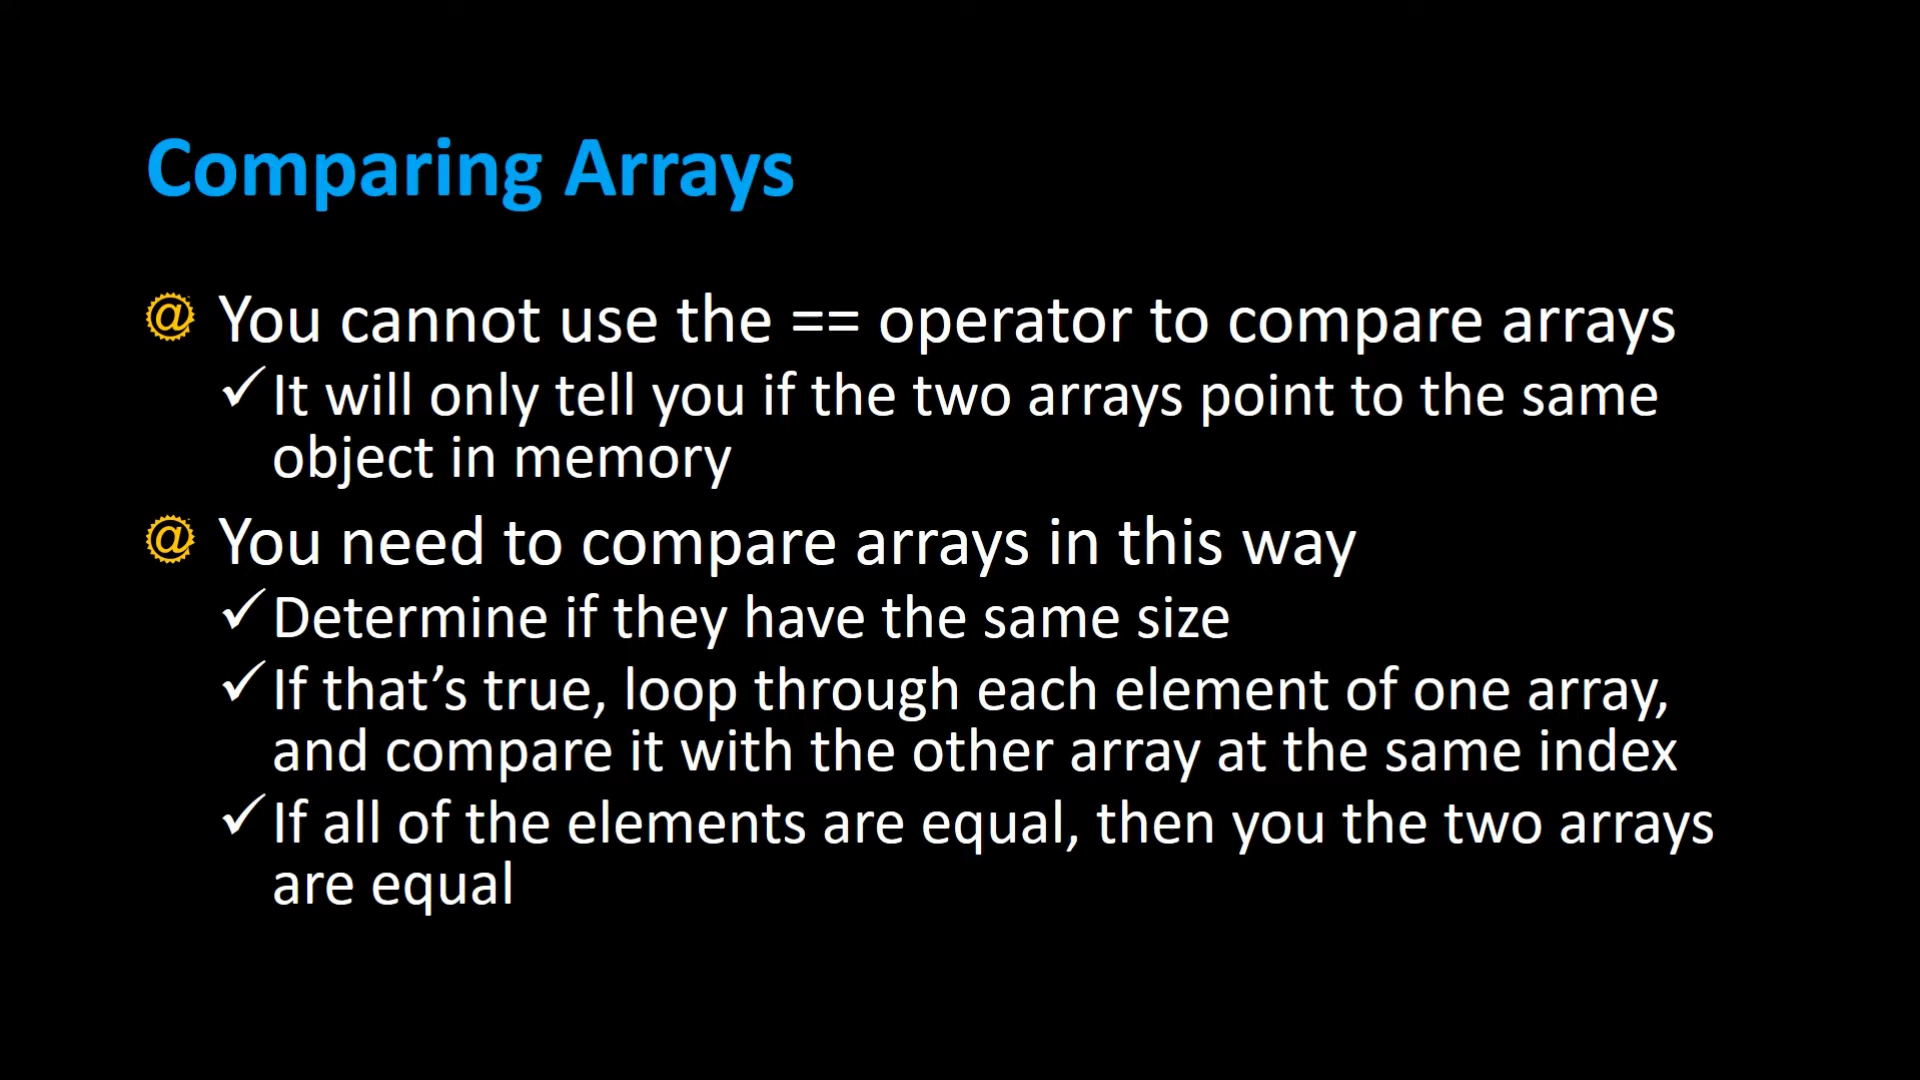 Comparing Arrays
@ You cannot use the == operator to compare arrays
✓It will only tell you if the two arrays point to the same
object in memory
@ You need to compare arrays in this way
✓Determine if they have the same size
✓If that’s true, loop through each element of one array,
and compare it with the other array at the same index
✓If all of the elements are equal, then you the two arrays
are equal